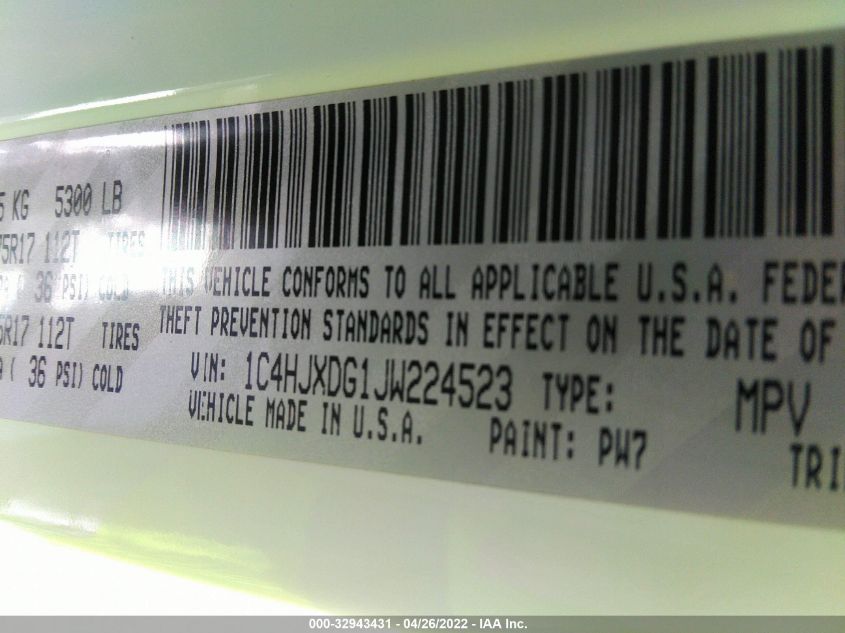 KG 5300 LB
R17 112T TIRES
( 36 PSI) COLD
R17 112T TIRES
( 36 PSI) COLD
THIS VEHICLE CONFORMS TO ALL APPLICABLE U.S.A. FEDER
THEFT PREVENTION STANDARDS IN EFFECT ON THE DATE OF
VIN: 1C4HJXDG1JW224523 TYPE: MPV
VEHICLE MADE IN U.S.A. PAINT: PW7
TRI
000-32943431 - 04/26/2022 - IAA Inc.